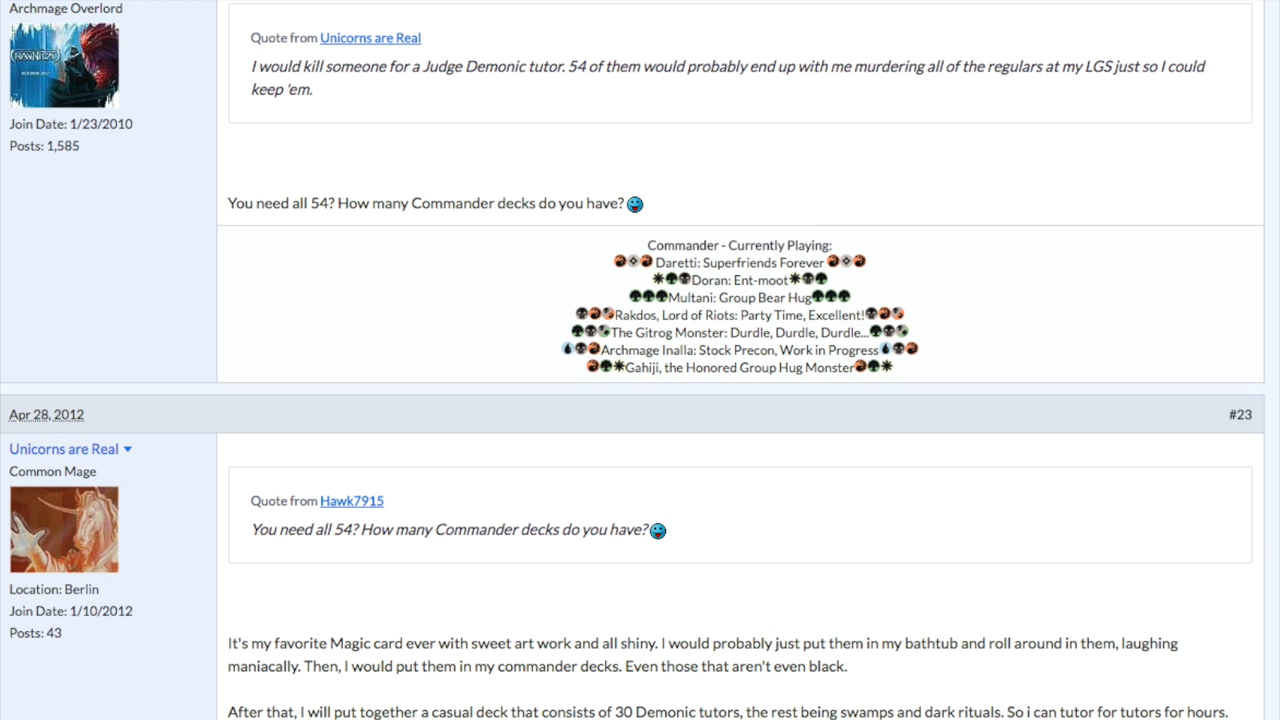 Archmage Overlord
RAVNICA
Join Date: 1/23/2010
Posts: 1,585
Quote from Unicorns are Real
I would kill someone for a Judge Demonic tutor. 54 of them would probably end up with me murdering all of the regulars at my LGS just so I could
keep 'em.
You need all 54? How many Commander decks do you have?
Commander - Currently Playing:
Daretti: Superfriends Forever
Doran: Ent-moot
Multani: Group Bear Hug
Rakdos, Lord of Riots: Party Time, Excellent!
The Gitrog Monster: Durdle, Durdle, Durdle...
Archmage Inalla: Stock Precon, Work in Progress
Gahiji, the Honored Group Hug Monster
Apr 28, 2012
#23
Unicorns are Real
Common Mage
Location: Berlin
Join Date: 1/10/2012
Posts: 43
Quote from Hawk7915
You need all 54? How many Commander decks do you have?
It's my favorite Magic card ever with sweet art work and all shiny. I would probably just put them in my bathtub and roll around in them, laughing
maniacally. Then, I would put them in my commander decks. Even those that aren't even black.
After that, I will put together a casual deck that consists of 30 Demonic tutors, the rest being swamps and dark rituals. So i can tutor for tutors for hours.